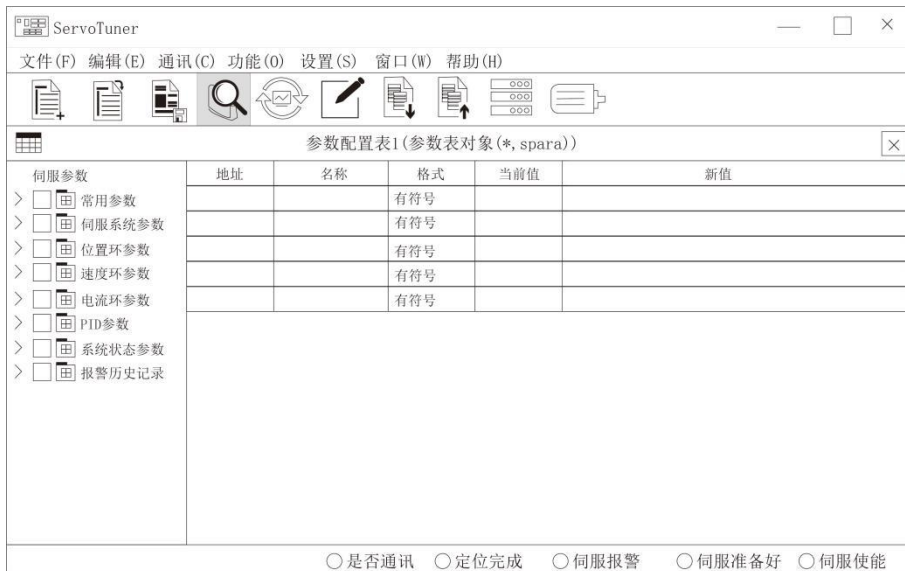 ServoTuner
文件(F) 编辑(E) 通讯(C) 功能(0) 设置(S) 窗口(W) 帮助(H)
参数配置表1(参数表对象(*,spara))
伺服参数 地址 名称 格式 当前值 新值
常用参数 有符号
伺服系统参数 有符号
位置环参数 有符号
速度环参数 有符号
电流环参数 有符号
PID参数
系统状态参数
报警历史记录
是否通讯 定位完成 伺服报警 伺服准备好 伺服使能